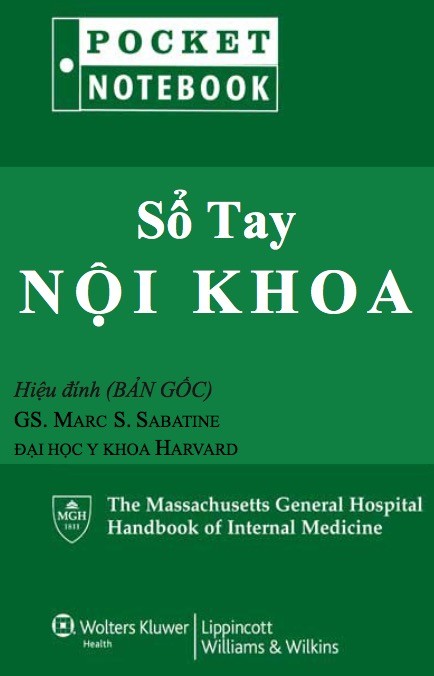 POCKET
NOTEBOOK
Sổ Tay
NỘI KHOA
Hiệu đính (BẢN GỐC)
GS. MARC S. SABATINE
ĐẠI HỌC Y KHOA HARVARD
MGH
1811
The Massachusetts General Hospital
Handbook of Internal Medicine
Wolters Kluwer
Health
Lippincott
Williams & Wilkins